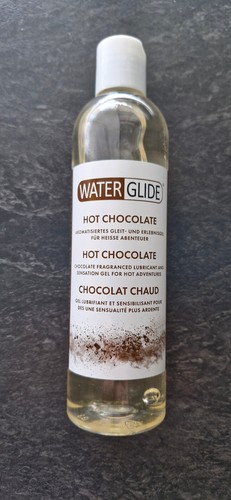 WATERGLIDE
HOT CHOCOLATE
AROMATISIERTES GLEIT- UND ERLEBNISGEL
FÜR HEISSE ABENTEUER
HOT CHOCOLATE
CHOCOLATE FRAGRANCED LUBRICANT AND
SENSATION GEL FOR HOT ADVENTURES
CHOCOLAT CHAUD
GEL LUBRIFIANT ET SENSIBILISANT POUR
DES UNE SENSUALITÉ PLUS ARDENTE